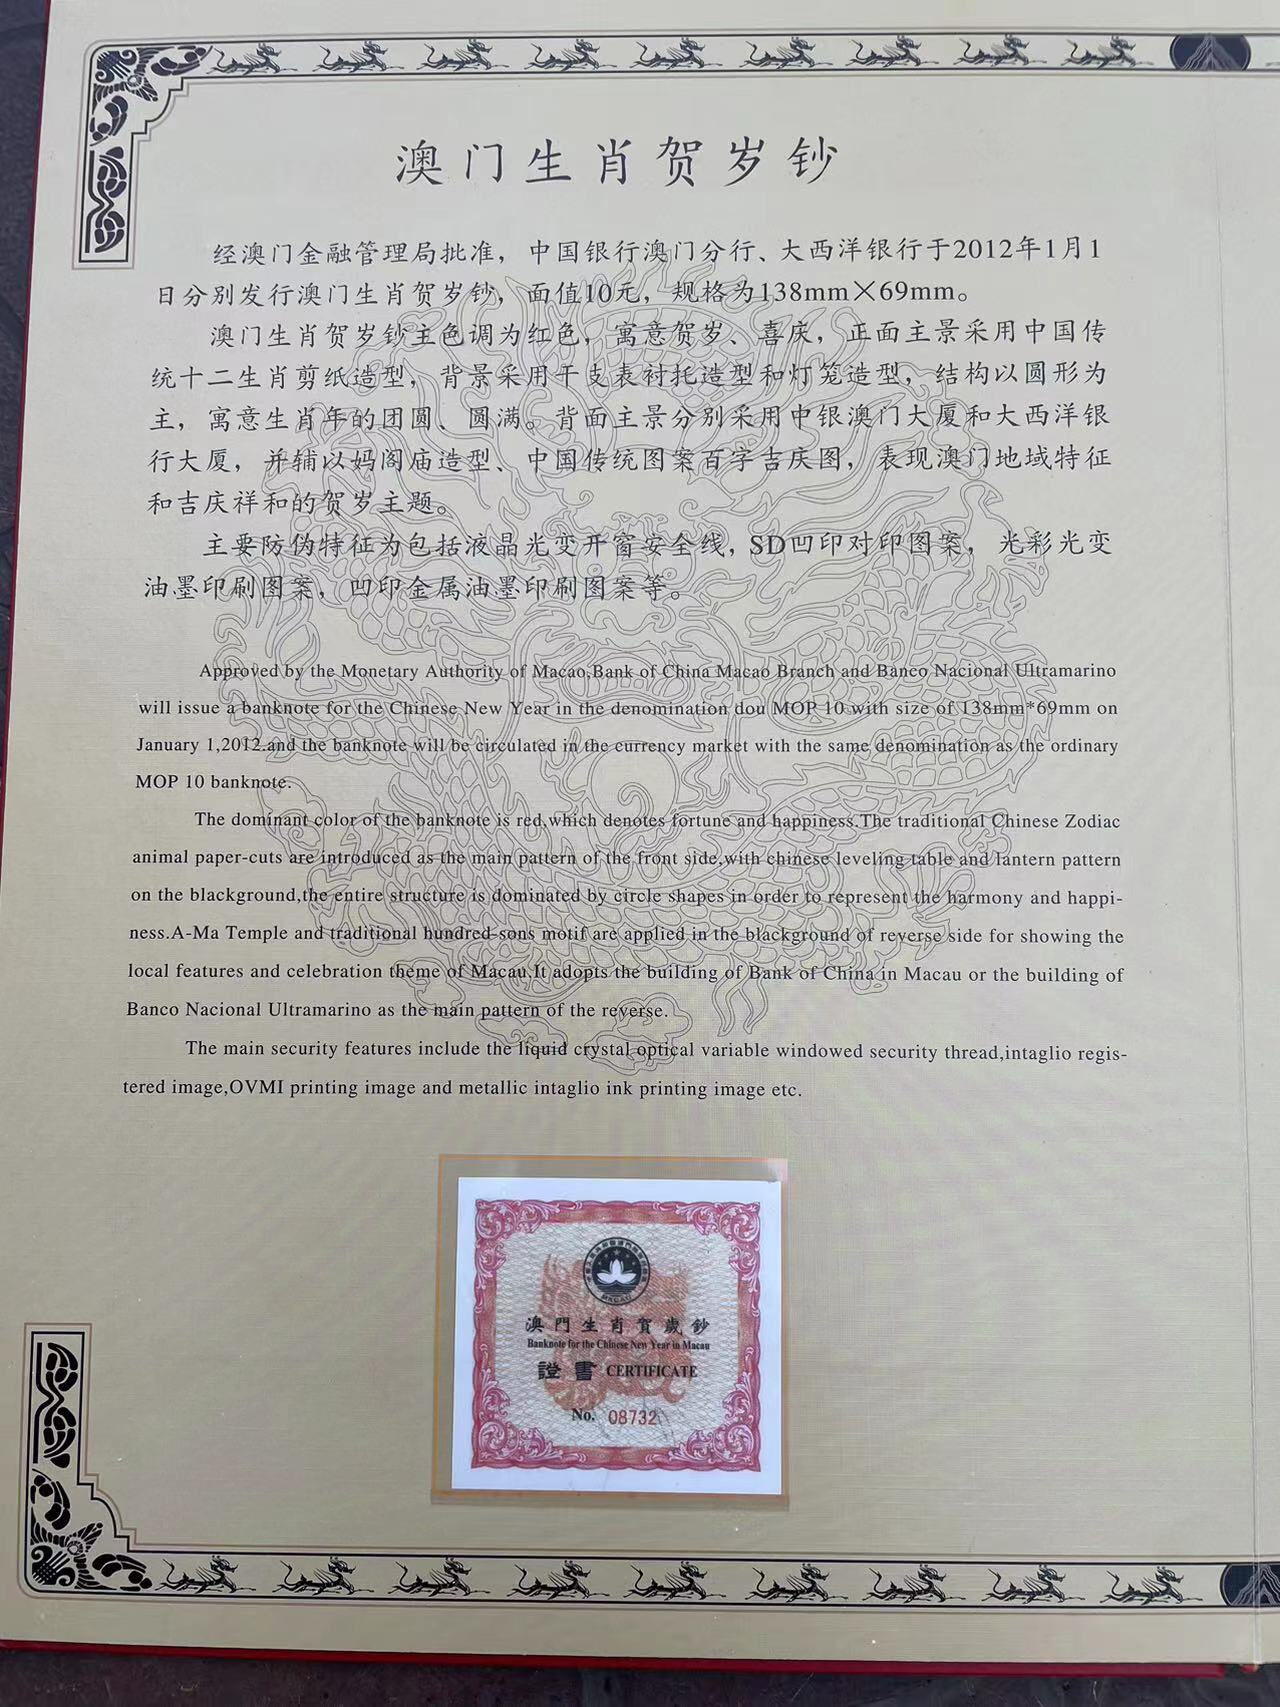 澳门生肖贺岁钞
经澳门金融管理局批准，中国银行澳门分行、大西洋银行于2012年1月1
日分别发行澳门生肖贺岁钞，面值10元，规格为138mm×69mm。
澳门生肖贺岁钞主色调为红色，寓意贺岁、喜庆，正面主景采用中国传
统十二生肖剪纸造型，背景采用干支表衬托造型和灯笼造型，结构以圆形为
主，寓意生肖年的团圆、圆满。背面主景分别采用中银澳门大厦和大西洋银
行大厦，并辅以妈阁庙造型、中国传统图案百字吉庆图，表现澳门地域特征
和吉庆祥和的贺岁主题。
主要防伪特征为包括液晶光变开窗安全线，SD凹印对印图案，光彩光变
油墨印刷图案，凹印金属油墨印刷图案等。
Approved by the Monetary Authority of Macao,Bank of China Macao Branch and Banco Nacional Ultramarino
will issue a banknote for the Chinese New Year in the denomination dou MOP 10 with size of 138mm*69mm on
January 1,2012.and the banknote will be circulated in the currency market with the same denomination as the ordinary
MOP 10 banknote.
The dominant color of the banknote is red,which denotes fortune and happiness.The traditional Chinese Zodiac
animal paper-cuts are introduced as the main pattern of the front side,with chinese leveling table and lantern pattern
on the blackground,the entire structure is dominated by circle shapes in order to represent the harmony and happi-
ness.A-Ma Temple and traditional hundred-sons motif are applied in the blackground of reverse side for showing the
local features and celebration theme of Macau.It adopts the building of Bank of China in Macau or the building of
Banco Nacional Ultramarino as the main pattern of the reverse.
The main security features include the liquid crystal optical variable windowed security thread,intaglio regis-
tered image,OVMI printing image and metallic intaglio ink printing image etc.
MACAU
澳門生肖賀歲鈔
Banknote for the Chinese New Year in Macau
證書 CERTIFICATE
No. 08732